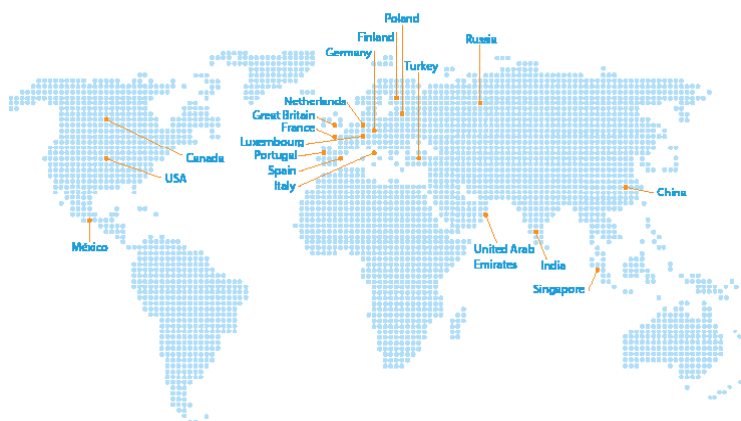 Poland
Finland
Russia
Germany
Turkey
Netherlands
Great Britain
France
Luxembourg
Canada
Portugal
Spain
USA
Italy
China
México
United Arab
Emirates
India
Singapore